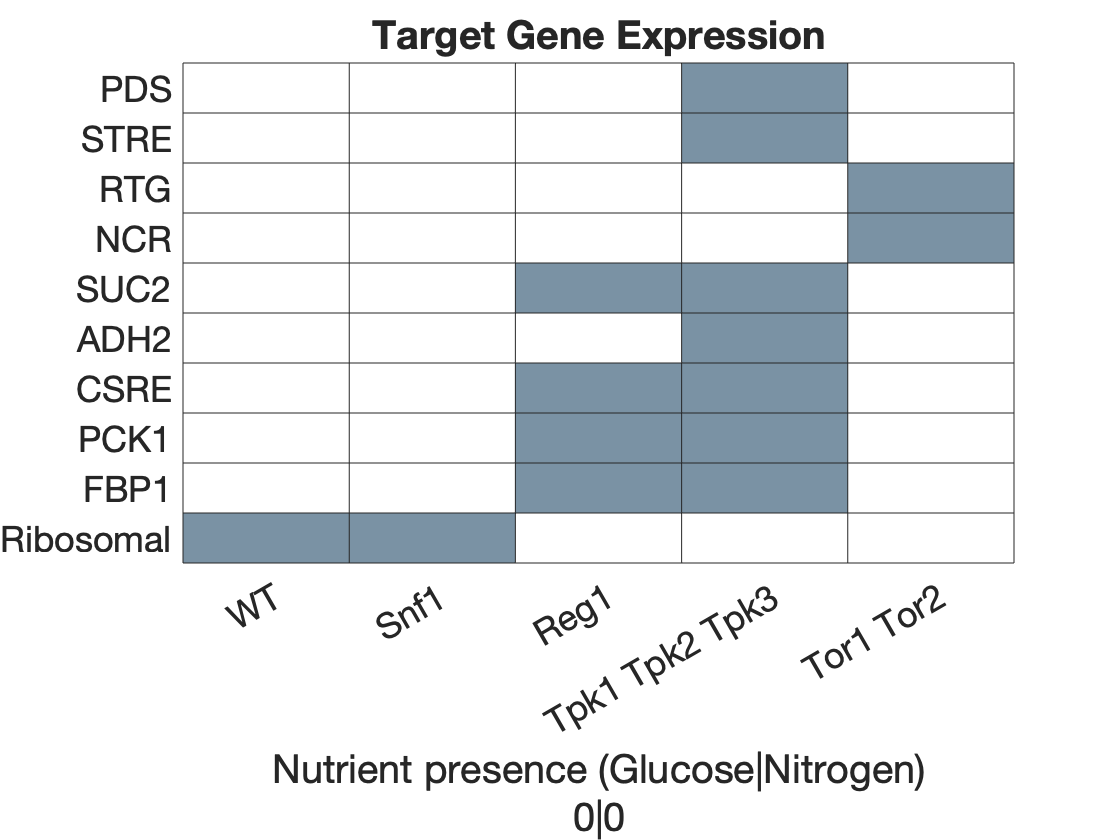 Target Gene Expression
PDS
STRE
RTG
NCR
SUC2
ADH2
CSRE
PCK1
FBP1
Ribosomal
WT
Snf1
Reg1
Tpk1 Tpk2 Tpk3
Tor1 Tor2
Nutrient presence (Glucose|Nitrogen)
0|0